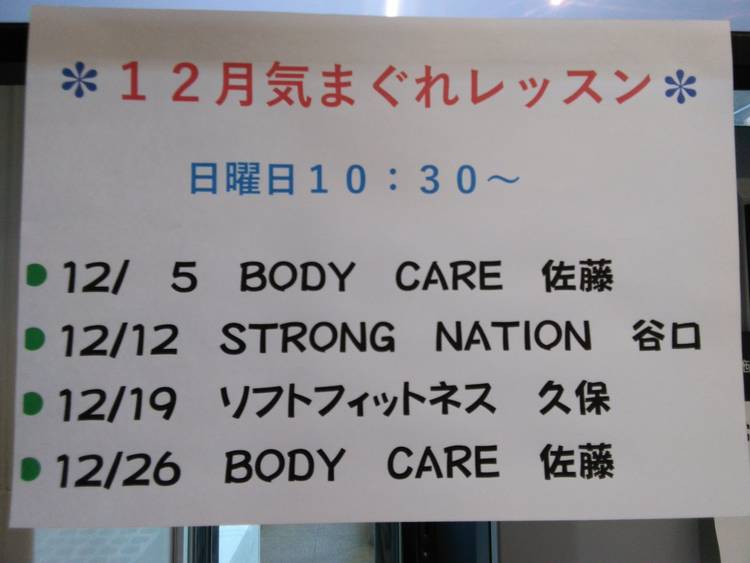 ＊１２月気まぐれレッスン＊
日曜日１０：３０～
12/ 5 BODY CARE 佐藤
12/12 STRONG NATION 谷口
12/19 ソフトフィットネス 久保
12/26 BODY CARE 佐藤